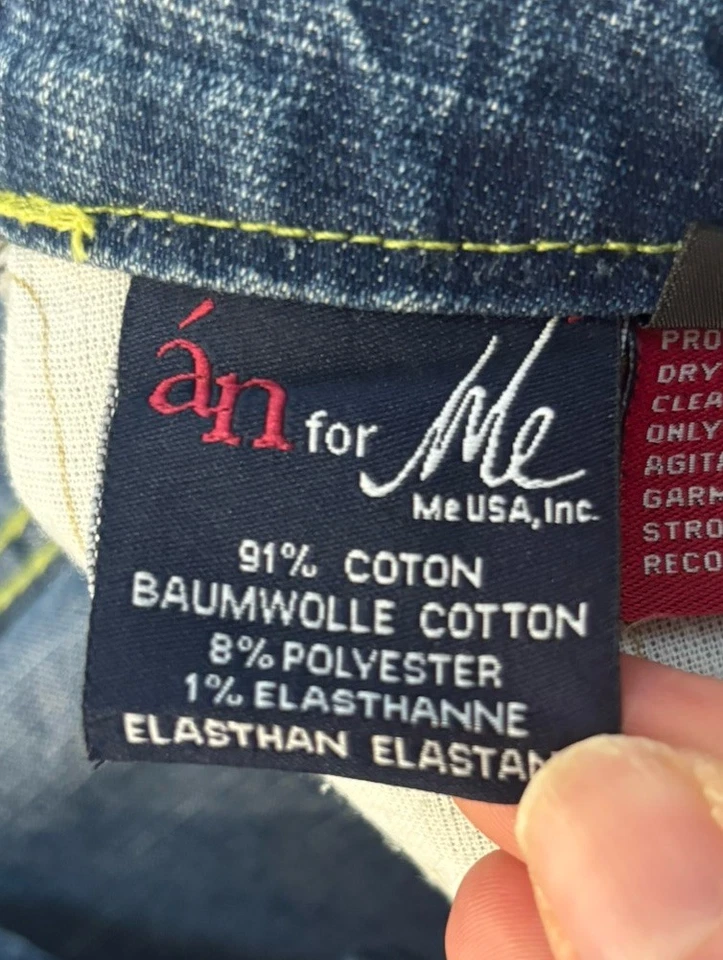 án for Me
Me USA, Inc.
91% COTON
BAUMWOLLE COTTON
8% POLYESTER
1% ELASTHANNE
ELASTHAN ELASTAN
PRO
DRY
CLEA
ONLY
AGITA
GARM
STRO
RECO